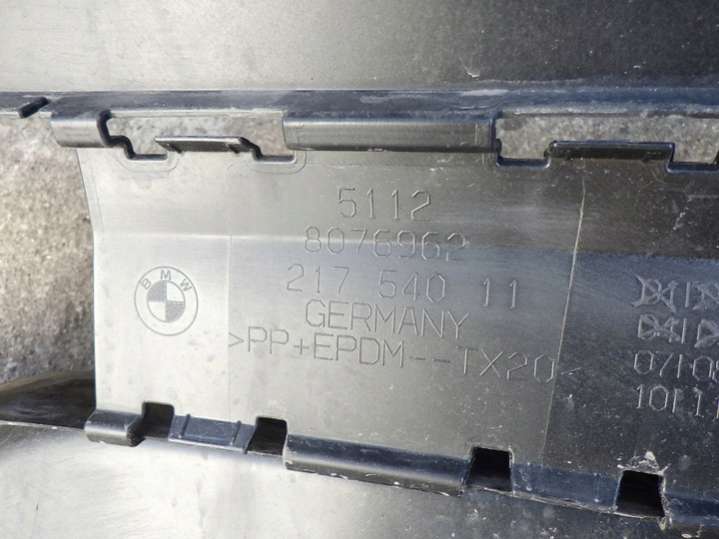 5112
8076962
217 540 11
GERMANY
>PP+EPDM--TX20<
BMW